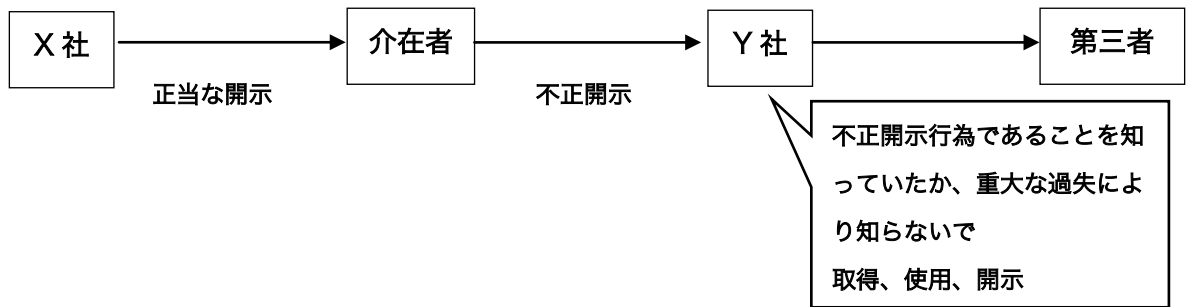 X社
介在者
Y社
第三者
正当な開示
不正開示
不正開示行為であることを知
っていたか、重大な過失によ
り知らないで
取得、使用、開示